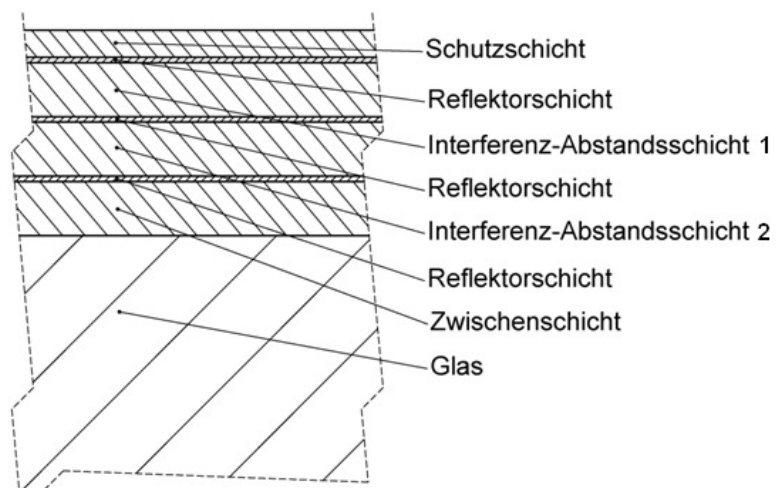 Schutzschicht
Reflektorschicht
Interferenz-Abstandsschicht 1
Reflektorschicht
Interferenz-Abstandsschicht 2
Reflektorschicht
Zwischenschicht
Glas